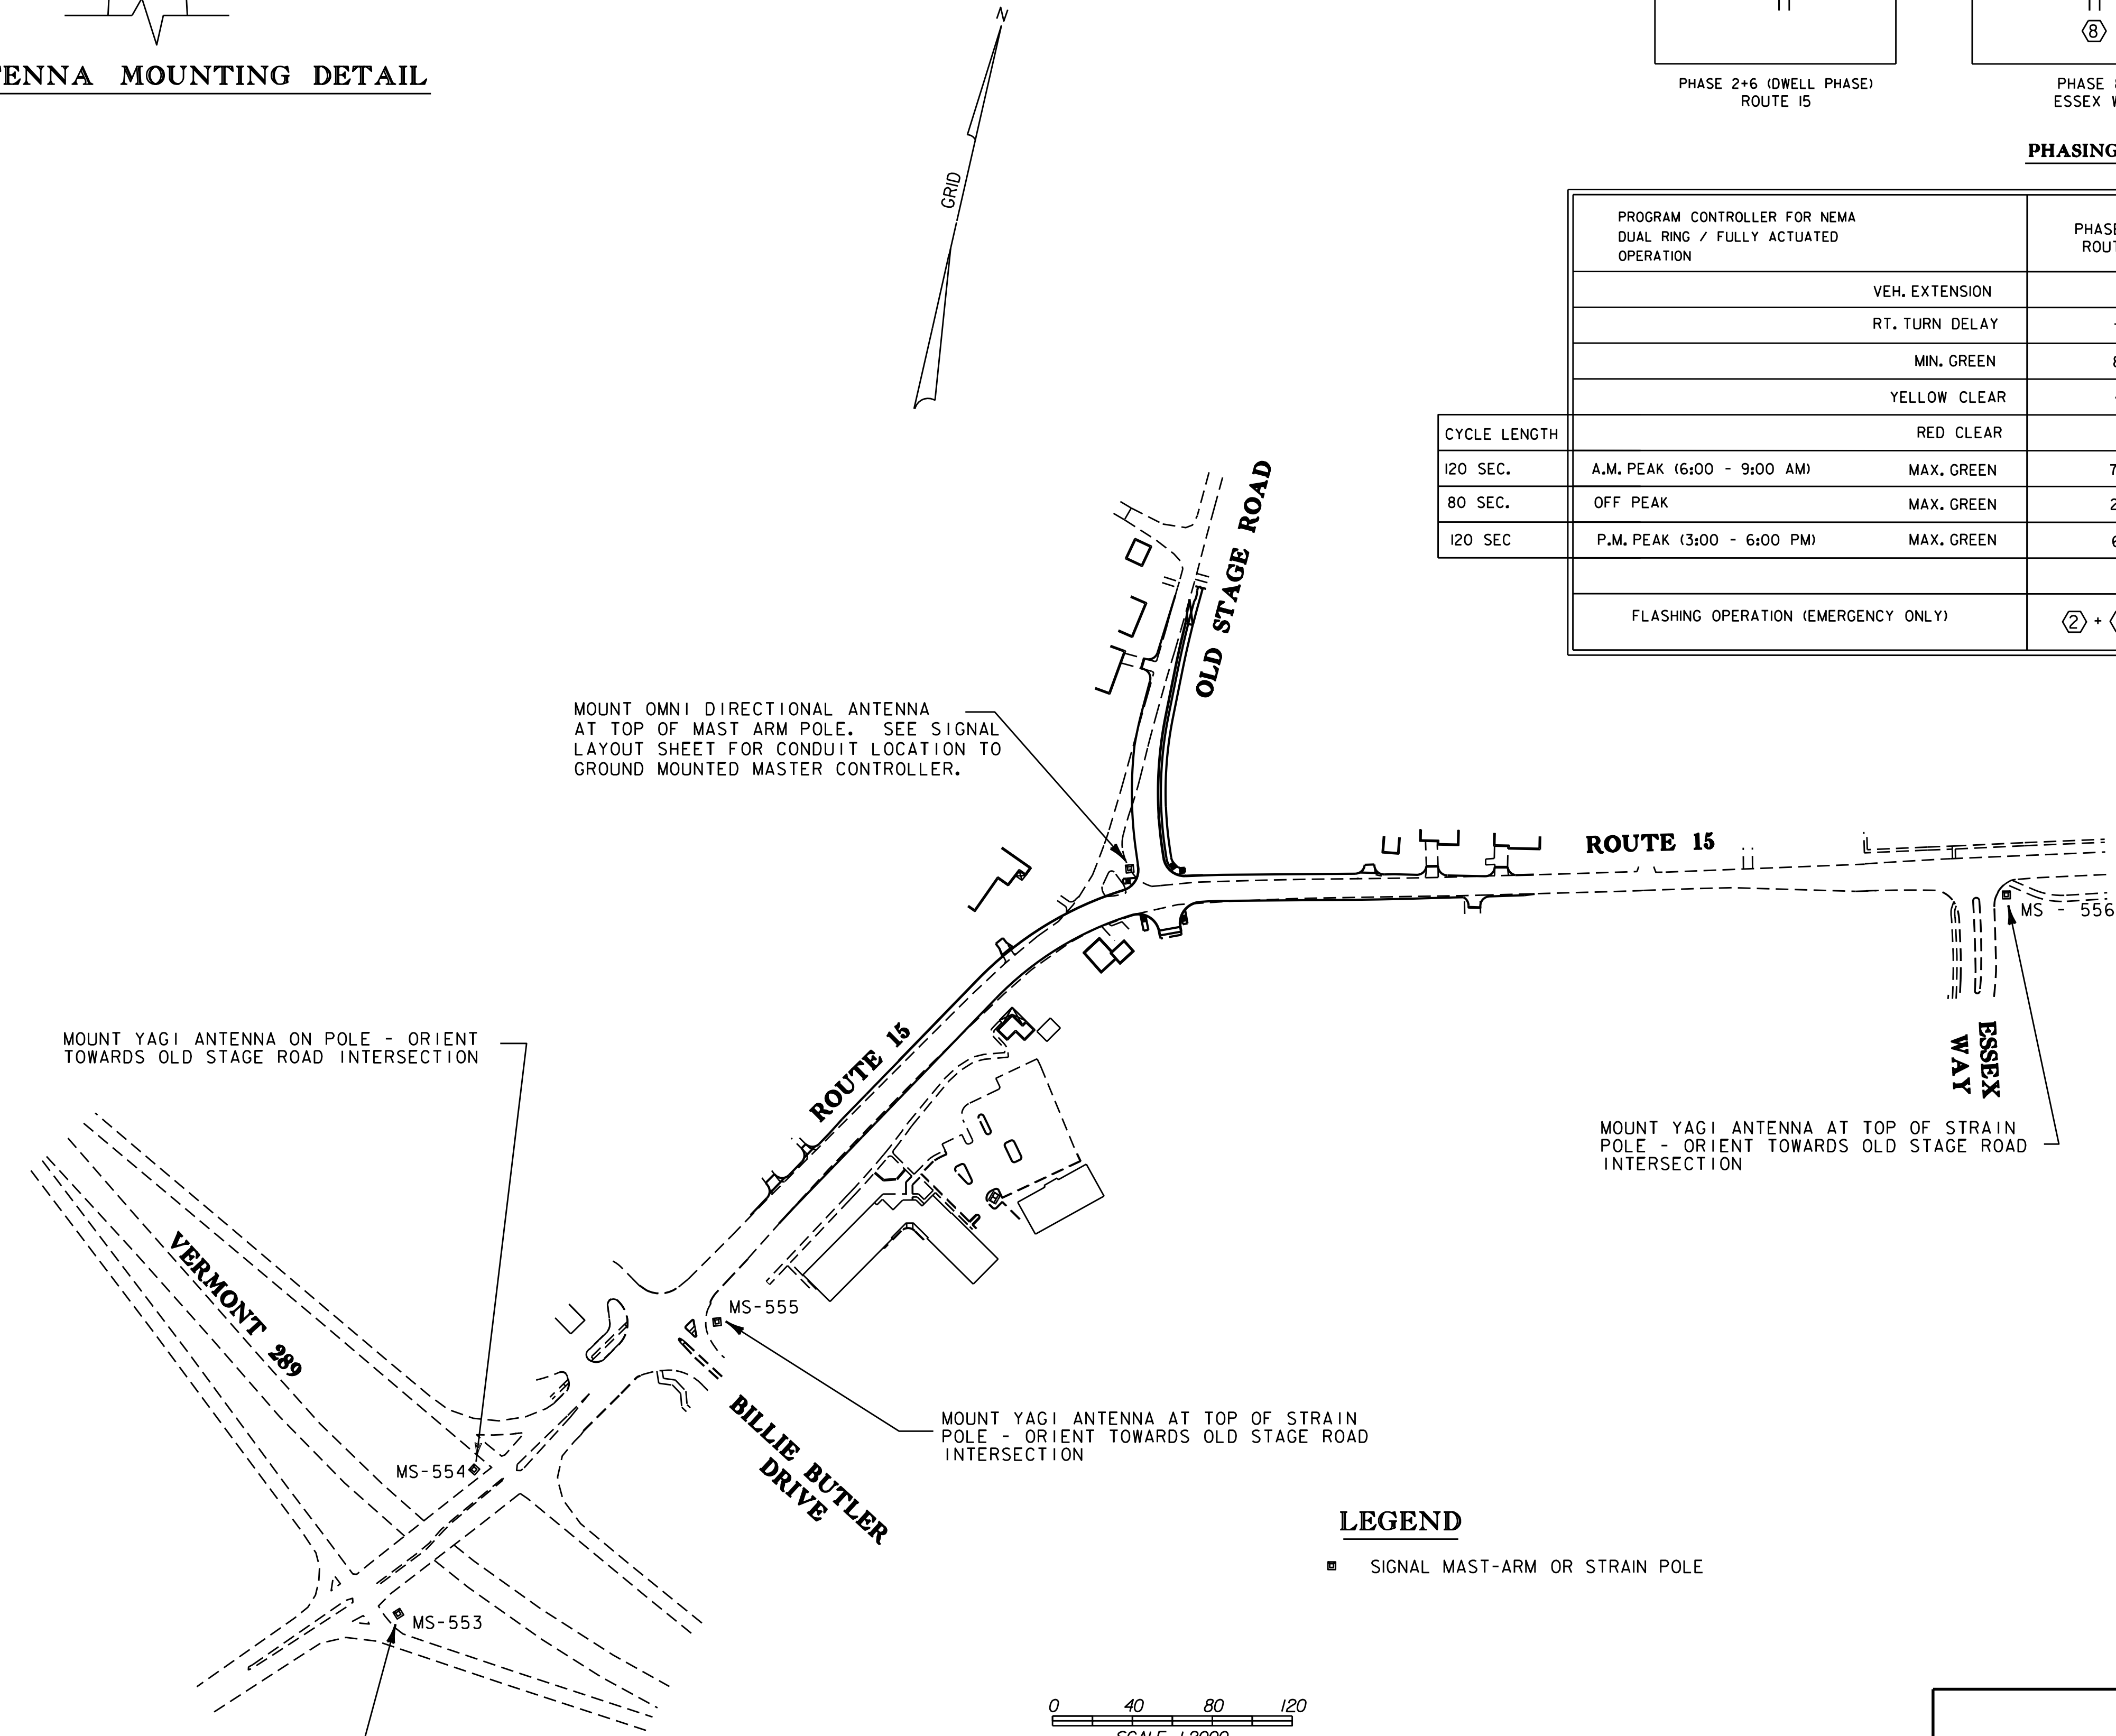 TENNA MOUNTING DETAIL
N
GRID
8
PHASE 2+6 (DWELL PHASE)
ROUTE 15
PHASE
ESSEX
PHASING
PROGRAM CONTROLLER FOR NEMA
DUAL RING / FULLY ACTUATED
OPERATION
PHASE
ROUT
VEH. EXTENSION
RT. TURN DELAY
MIN. GREEN
YELLOW CLEAR
CYCLE LENGTH
RED CLEAR
120 SEC.
A.M. PEAK (6:00 - 9:00 AM)
MAX. GREEN
80 SEC.
OFF PEAK
MAX. GREEN
120 SEC
P.M. PEAK (3:00 - 6:00 PM)
MAX. GREEN
FLASHING OPERATION (EMERGENCY ONLY)
2 +
OLD STAGE ROAD
MOUNT OMNI DIRECTIONAL ANTENNA
AT TOP OF MAST ARM POLE. SEE SIGNAL
LAYOUT SHEET FOR CONDUIT LOCATION TO
GROUND MOUNTED MASTER CONTROLLER.
ROUTE 15
MS - 556
ESSEX
WAY
MOUNT YAGI ANTENNA ON POLE - ORIENT
TOWARDS OLD STAGE ROAD INTERSECTION
ROUTE 15
MOUNT YAGI ANTENNA AT TOP OF STRAIN
POLE - ORIENT TOWARDS OLD STAGE ROAD
INTERSECTION
VERMONT 289
MS-555
BILLIE BUTLER
DRIVE
MOUNT YAGI ANTENNA AT TOP OF STRAIN
POLE - ORIENT TOWARDS OLD STAGE ROAD
INTERSECTION
MS-554
LEGEND
SIGNAL MAST-ARM OR STRAIN POLE
MS-553
0 40 80 120